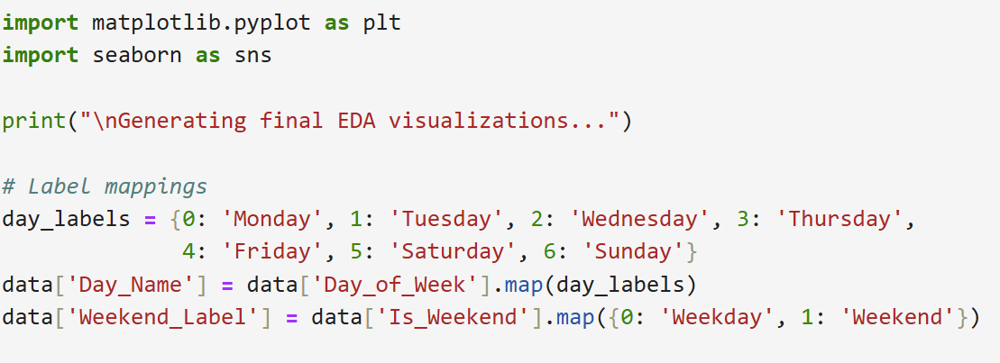 import matplotlib.pyplot as plt
import seaborn as sns
print("\nGenerating final EDA visualizations...")
# Label mappings
day_labels = {0: 'Monday', 1: 'Tuesday', 2: 'Wednesday', 3: 'Thursday',
4: 'Friday', 5: 'Saturday', 6: 'Sunday'}
data['Day_Name'] = data['Day_of_Week'].map(day_labels)
data['Weekend_Label'] = data['Is_Weekend'].map({0: 'Weekday', 1: 'Weekend'})